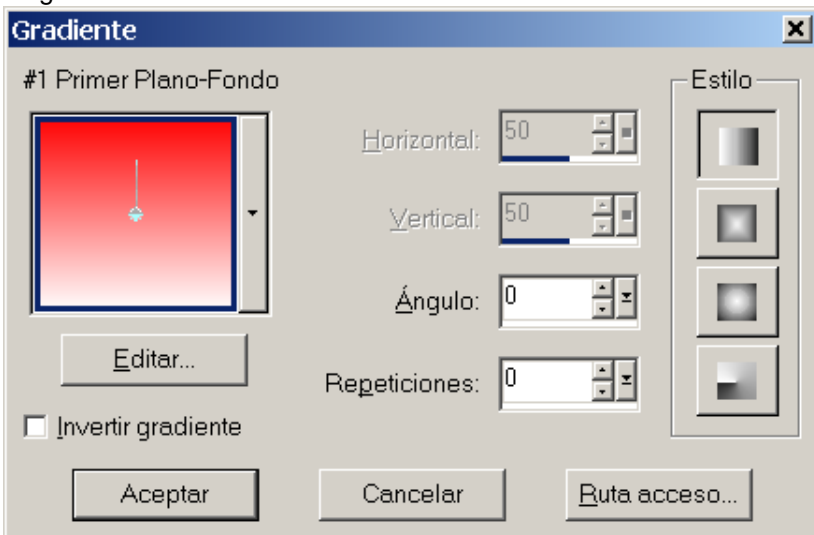 Gradiente
#1 Primer Plano-Fondo
Estilo
Horizontal: 50
Vertical: 50
Ángulo: 0
Editar...
Repeticiones: 0
Invertir gradiente
Aceptar Cancelar Ruta acceso...